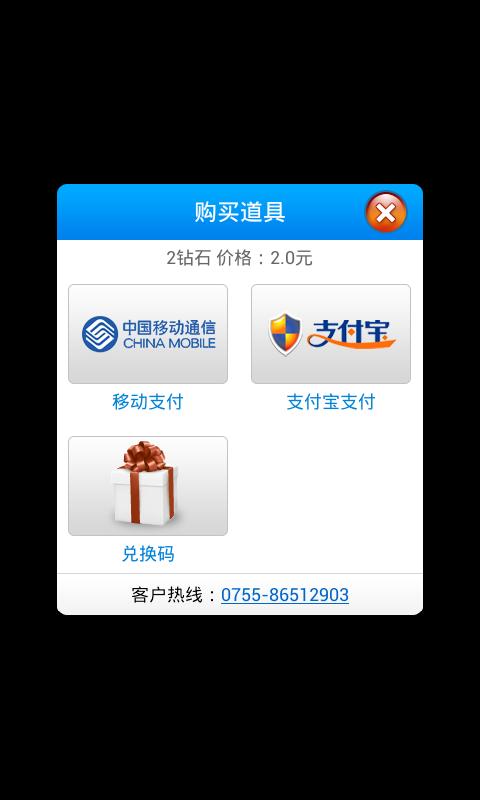 购买道具
2钻石 价格：2.0元
中国移动通信
CHINA MOBILE
支付宝
移动支付
支付宝支付
兑换码
客户热线：0755-86512903